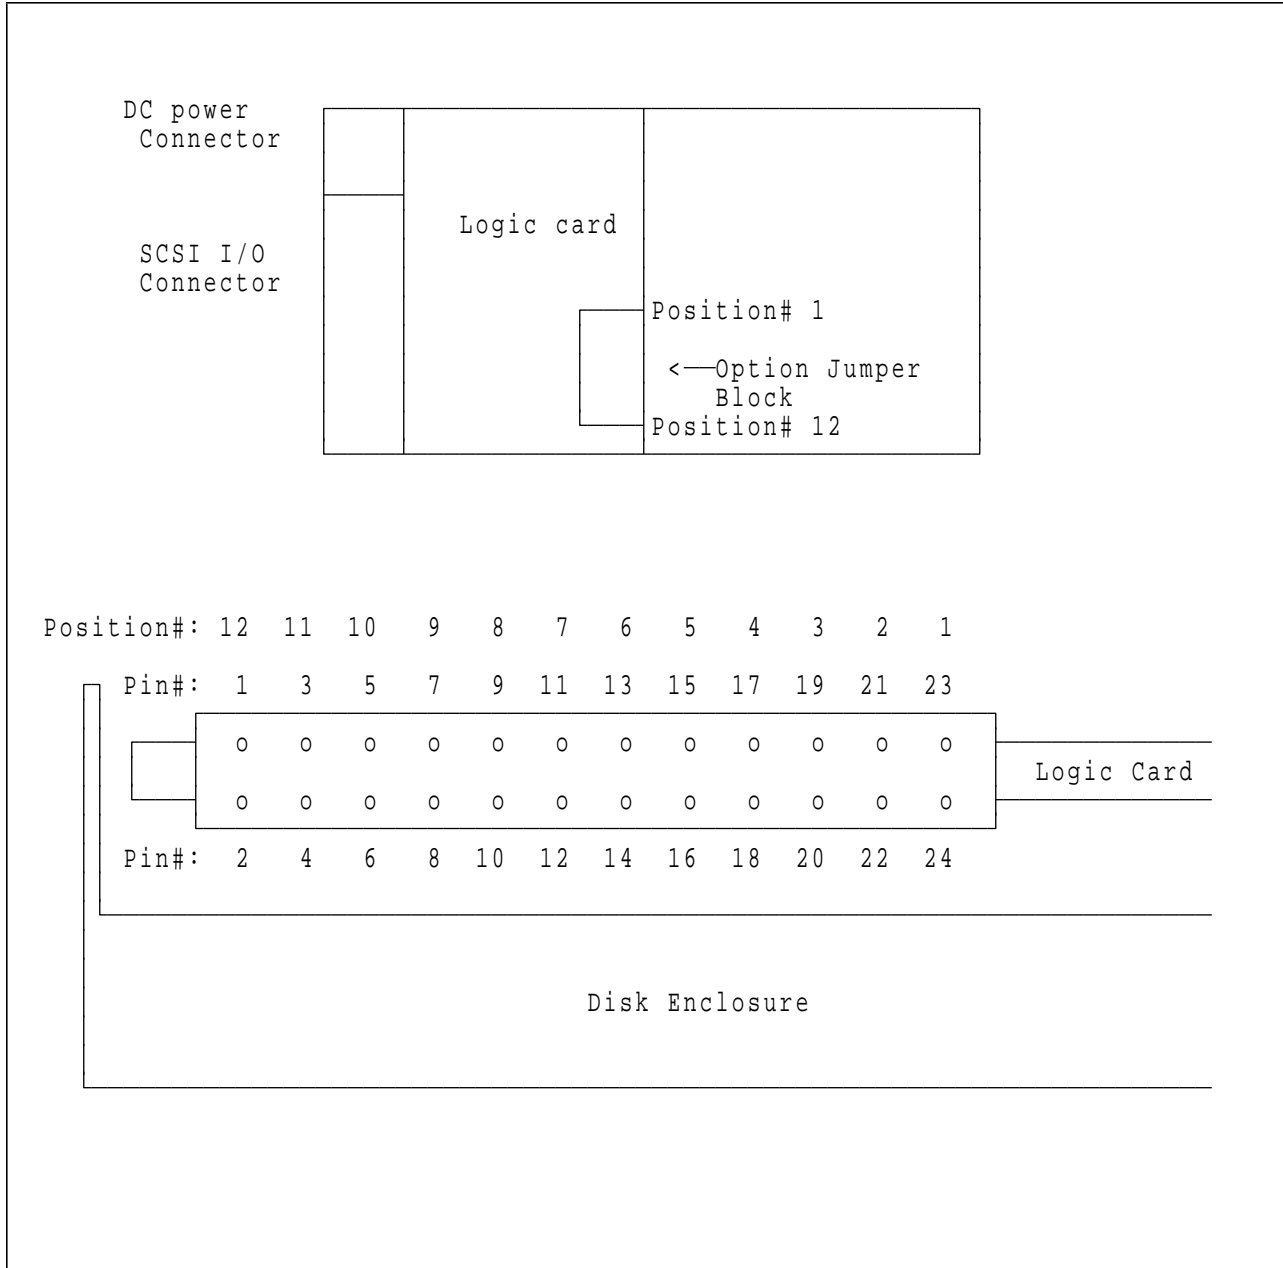 DC power
Connector
Logic card
SCSI I/O
Connector
Position# 1
<—Option Jumper
Block
Position# 12
Position#: 12 11 10 9 8 7 6 5 4 3 2 1
Pin#: 1 3 5 7 9 11 13 15 17 19 21 23
o o o o o o o o o o o o
Logic Card
o o o o o o o o o o o o
Pin#: 2 4 6 8 10 12 14 16 18 20 22 24
Disk Enclosure